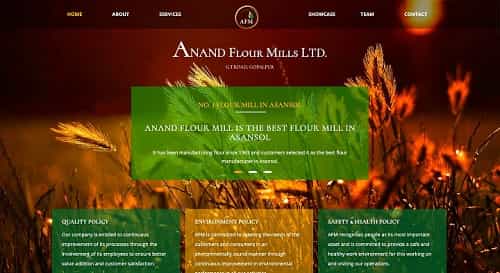 HOME ABOUT SERVICES AFM SHOWCASE TEAM CONTACT
ANAND FLOUR MILLS LTD.
G.T.ROAD, GOPALPUR
NO. 1 FLOUR MILL IN ASANSOL
ANAND FLOUR MILL IS THE BEST FLOUR MILL IN
ASANSOL
It has been manufacturing flour since 1963 and customers selected it as the best flour
manufacturer in Asansol.
QUALITY POLICY
Our company is entitled to continuous
improvement of its processes through the
involvement of its employees to ensure better
value addition and customer satisfaction.
ENVIRONMENT POLICY
AFM is committed to meeting the needs of the
customers and consumers in an
environmentally sound manner through
continuous improvement in environmental
SAFETY & HEALTH POLICY
AFM recognises people as its most important
asset and is committed to provide a safe and
healthy work environment for this working on
and visiting our operations.